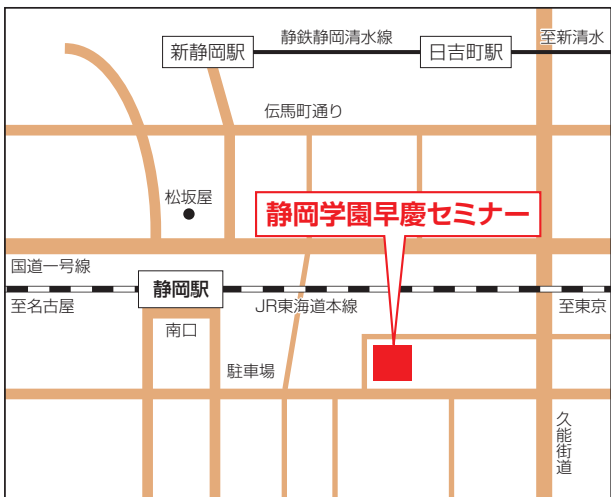 新静岡駅
静鉄静岡清水線
日吉町駅
至新清水
伝馬町通り
松坂屋
静岡学園早慶セミナー
国道一号線
静岡駅
至名古屋
JR東海道本線
至東京
南口
駐車場
久能街道